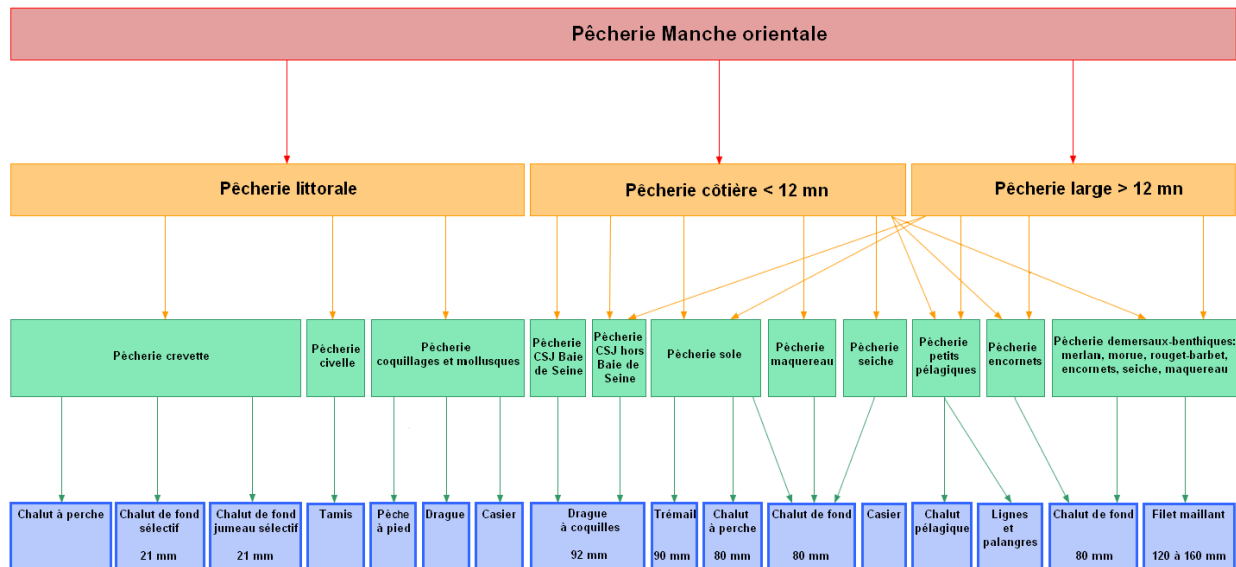 Pêcherie Manche orientale
Pêcherie littorale
Pêcherie côtière < 12 mn
Pêcherie large > 12 mn
Pêcherie crevette
Pêcherie
civelle
Pêcherie
coquillages et mollusques
Pêcherie
CSJ Baie
de Seine
Pêcherie
CSJ hors
Baie de
Seine
Pêcherie sole
Pêcherie
maquereau
Pêcherie
seiche
Pêcherie
petits
pélagiques
Pêcherie
encornets
Pêcherie demersaux-benthiques:
merlan, morue, rouget-barbet,
encornets, seiche, maquereau
Chalut à perche
Chalut de fond
sélectif
21 mm
Chalut de fond
jumeau sélectif
21 mm
Tamis
Pêche
à pied
Drague
Casier
Drague
à coquilles
92 mm
Trémail
90 mm
Chalut
à perche
80 mm
Chalut de fond
80 mm
Casier
Chalut
pélagique
Lignes
et
palangres
Chalut de fond
80 mm
Filet maillant
120 à 160 mm